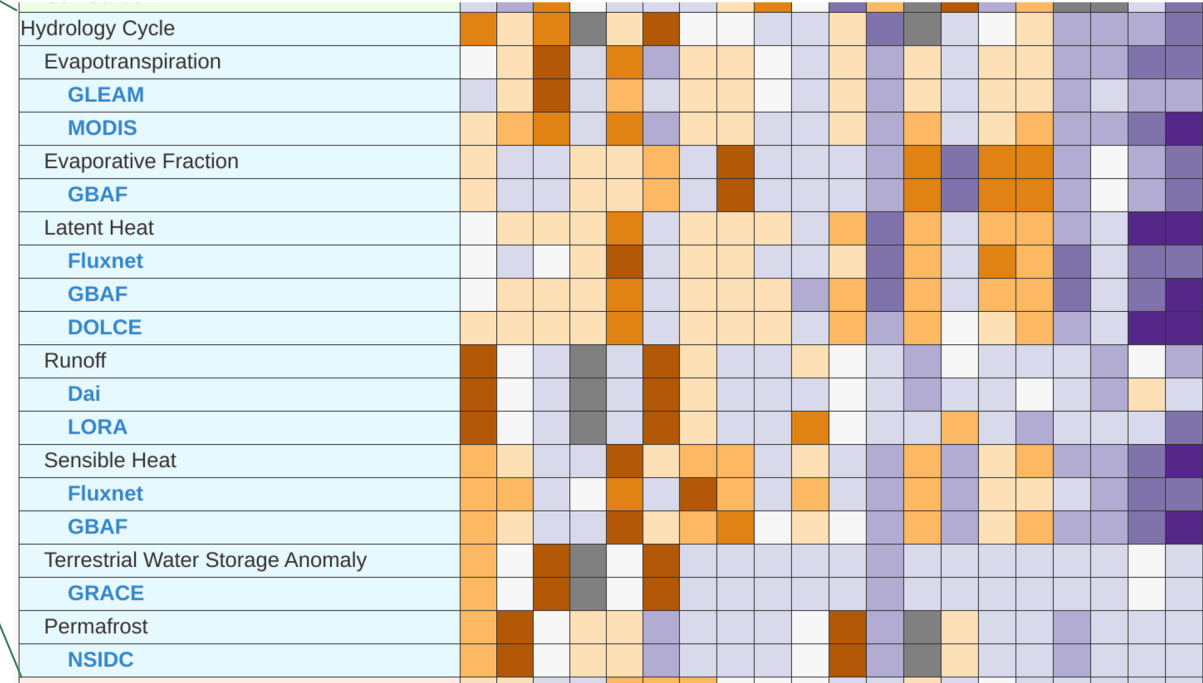 Hydrology Cycle
Evapotranspiration
GLEAM
MODIS
Evaporative Fraction
GBAF
Latent Heat
Fluxnet
GBAF
DOLCE
Runoff
Dai
LORA
Sensible Heat
Fluxnet
GBAF
Terrestrial Water Storage Anomaly
GRACE
Permafrost
NSIDC